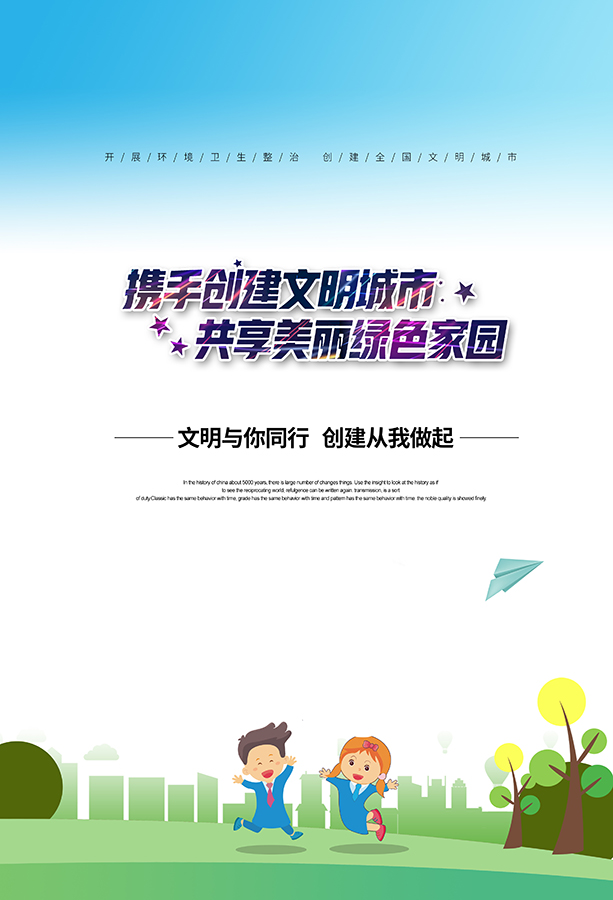 开/展/环/境/卫/生/整/治 创/建/全/国/文/明/城/市
携手创建文明城市
共享美丽绿色家园
文明与你同行 创建从我做起
In the history of china about 5000 years, there is large number of changes things. Use the insight to look at the history as if
to see the reoprocating world, refulgence can be written again. transmission, is a sort
of duty.Classic has the same behavior with time, grade has the same behavior with time and pattern has the same behavior with time. the noble quality is showed finely